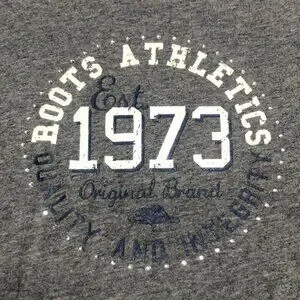 ROOTS ATHLETICS
Est.
1973
Original Brand
QUALITY AND INTEGRITY